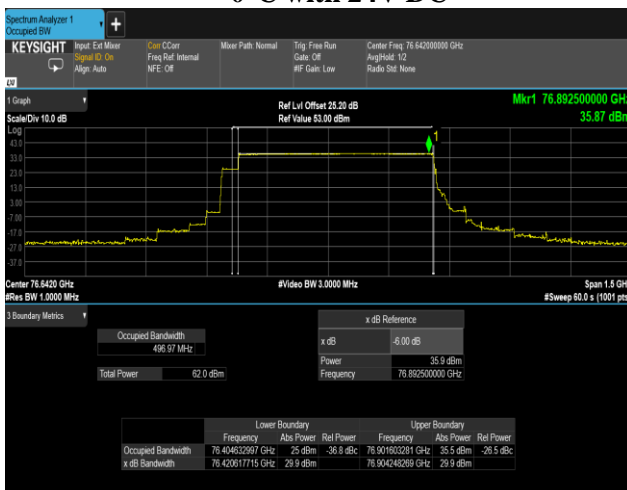 0°C with 24V DC
Spectrum Analyzer 1
Occupied BW
+
KEYSIGHT
Input: Ext Mixer
Signal ID: On
Align: Auto
Corr CCorr
Freq Ref: Internal
NFE: Off
Mixer Path: Normal
Trig: Free Run
Gate: Off
#IF Gain: Low
Center Freq: 76.642000000 GHz
Avg|Hold: 1/2
Radio Std: None
LXI
1 Graph
Scale/Div 10.0 dB
Ref Lvl Offset 25.20 dB
Ref Value 53.00 dBm
Mkr1 76.892500000 GHz
35.87 dBm
Log
43.0
33.0
23.0
13.0
3.00
-7.00
-17.0
-27.0
-37.0
1
Center 76.6420 GHz
#Res BW 1.0000 MHz
#Video BW 3.0000 MHz
Span 1.5 GH
#Sweep 60.0 s (1001 pts
3 Boundary Metrics
Occupied Bandwidth
496.97 MHz
Total Power 62.0 dBm
x dB Reference
x dB -6.00 dB
Power 35.9 dBm
Frequency 76.892500000 GHz
Lower Boundary Upper Boundary
Frequency Abs Power Rel Power Frequency Abs Power Rel Power
Occupied Bandwidth 76.404632997 GHz 25 dBm -36.8 dBc 76.901603281 GHz 35.5 dBm -26.5 dBc
x dB Bandwidth 76.420617715 GHz 29.9 dBm 76.904248269 GHz 29.9 dBm